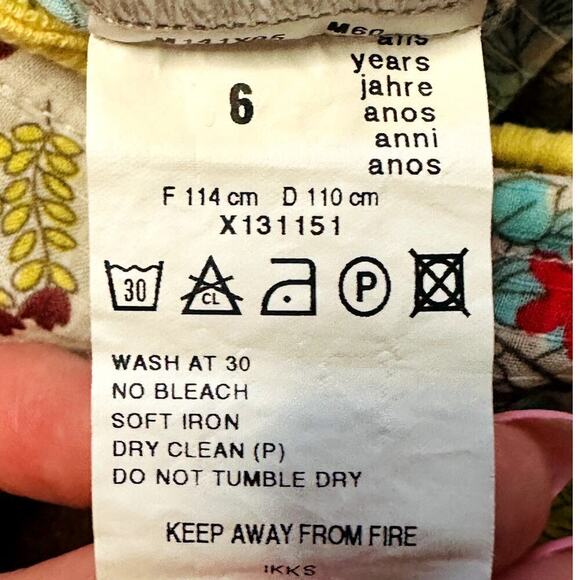 ans
6
years
jahre
anos
anni
anos
F 114 cm D 110 cm
X131151
30 CL P
WASH AT 30
NO BLEACH
SOFT IRON
DRY CLEAN (P)
DO NOT TUMBLE DRY
KEEP AWAY FROM FIRE
IKKS